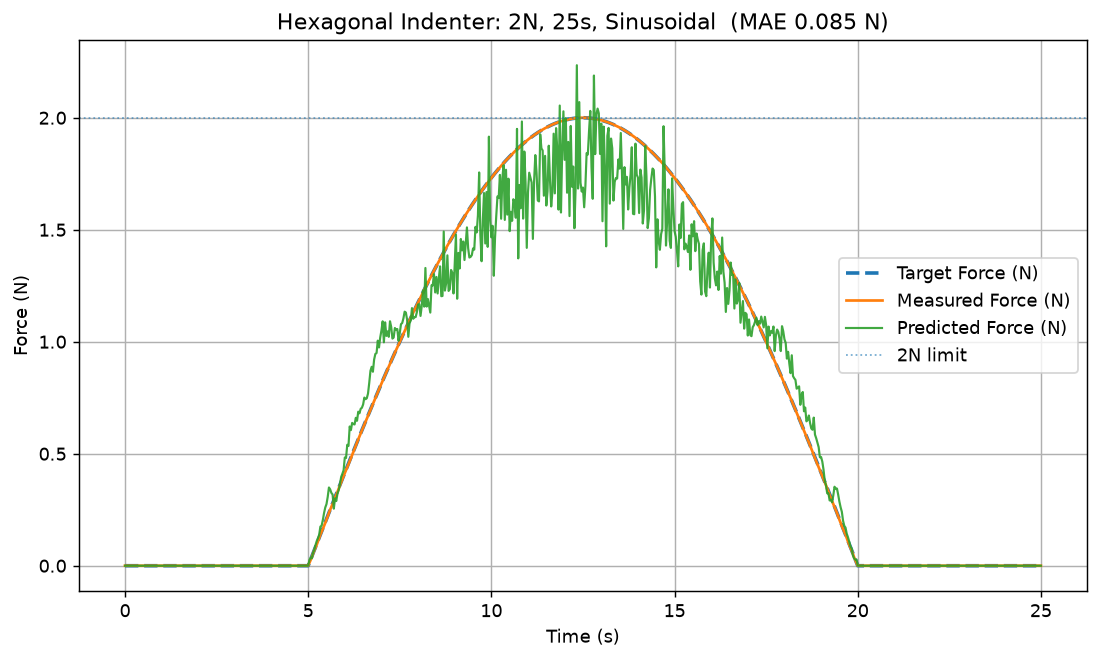 Hexagonal Indenter: 2N, 25s, Sinusoidal  (MAE 0.085 N)
Force (N)
2.0
1.5
1.0
0.5
0.0
Target Force (N)
Measured Force (N)
Predicted Force (N)
2N limit
0 5 10 15 20 25
Time (s)